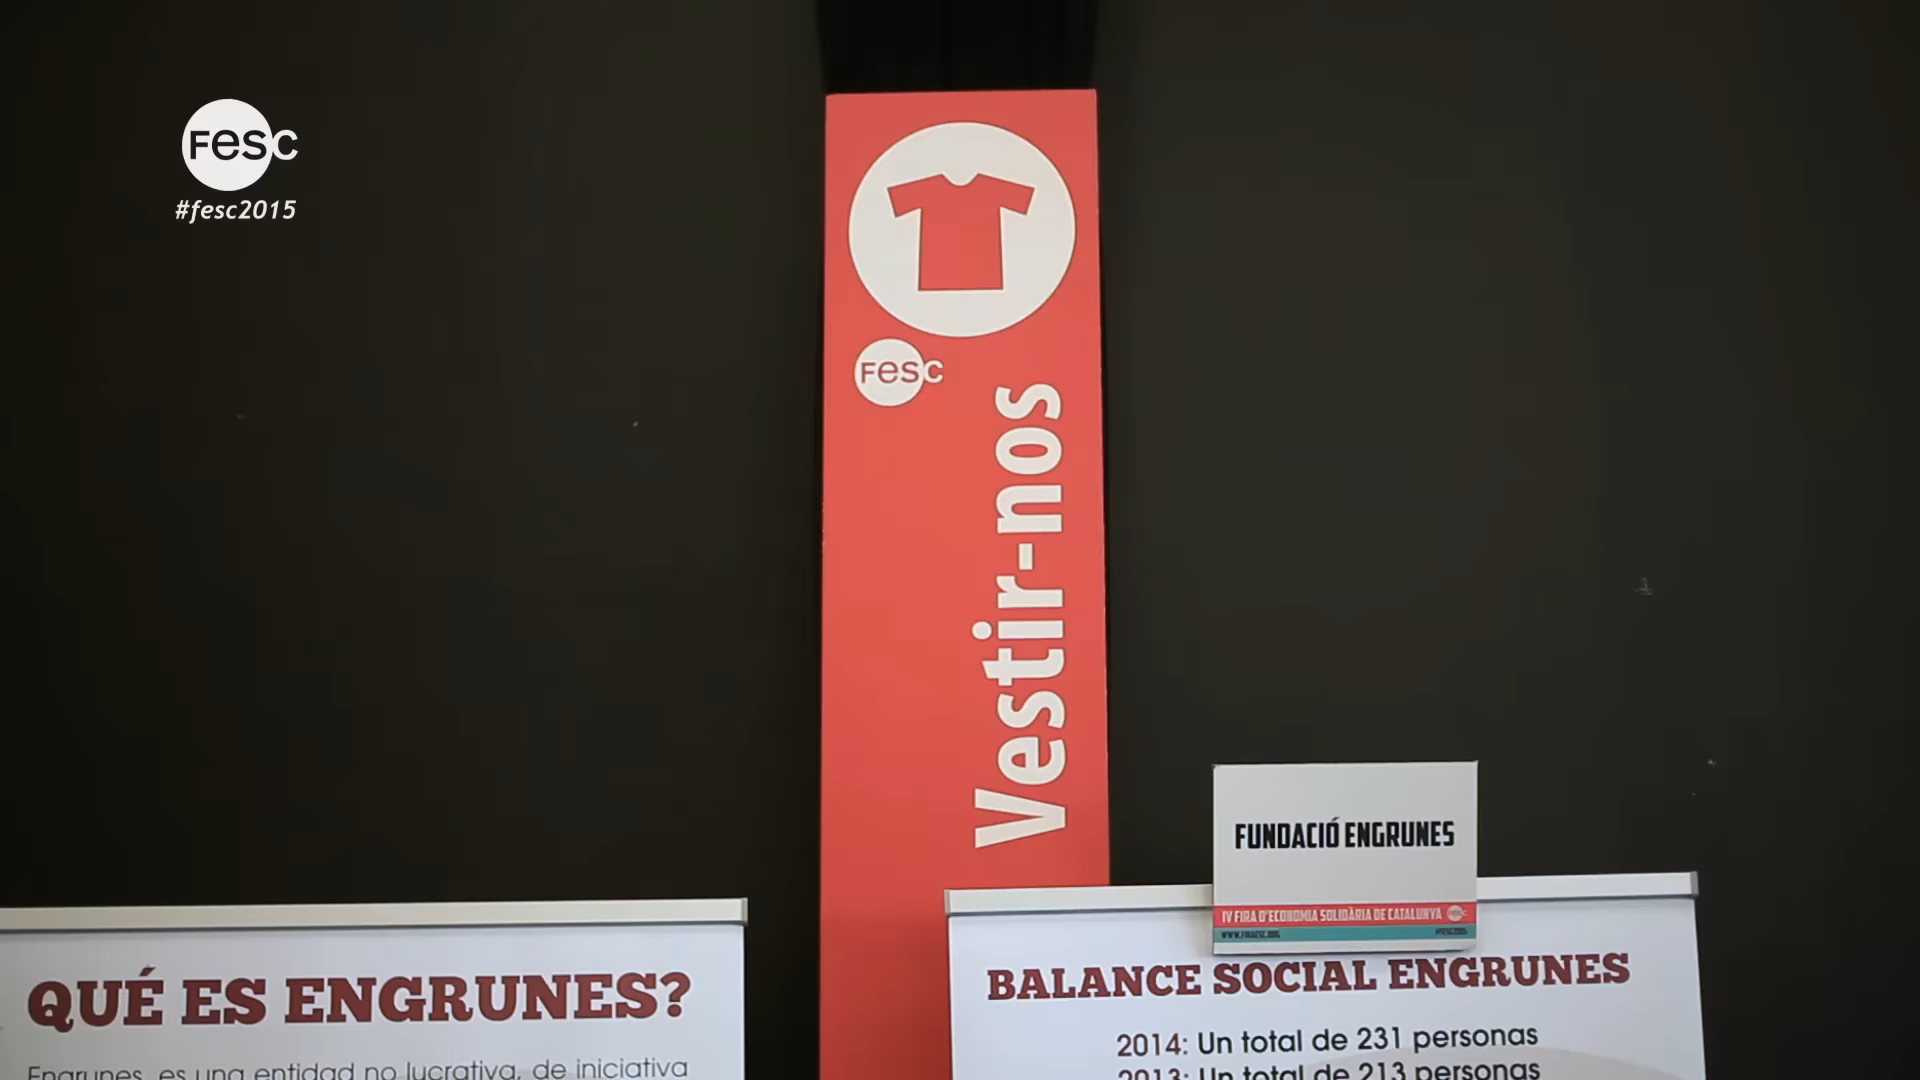 Fesc
#fesc2015
Fesc
Vestir-nos
FUNDACIÓ ENGRUNES
IV FIRA D'ECONOMIA SOLIDÀRIA DE CATALUNYA
WWW.FIRAESC.ORG
#FESC2015
QUÉ ES ENGRUNES?
Engrunes, es una entidad no lucrativa, de iniciativa
BALANCE SOCIAL ENGRUNES
2014: Un total de 231 personas
2013: Un total de 213 personas